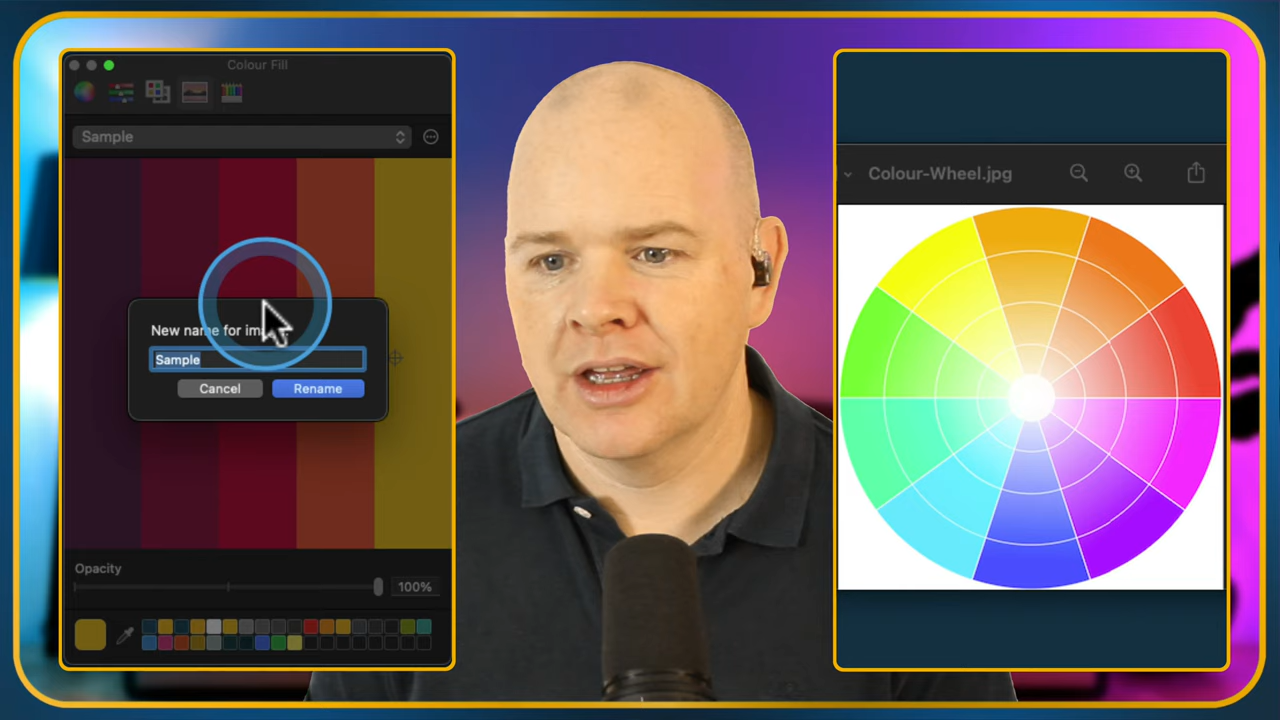 Colour Fill
Sample
New name for im
Sample
Cancel
Rename
Opacity
100%
Colour-Wheel.jpg